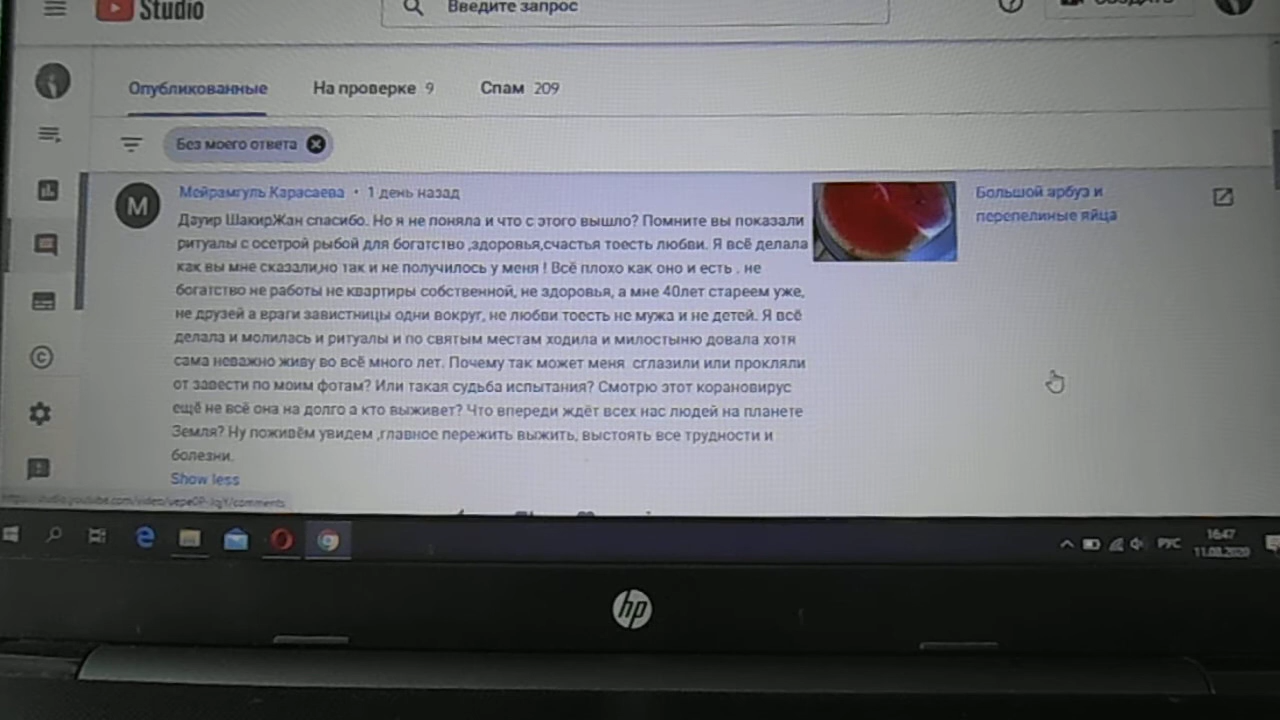 Studio
Введите запрос
Опубликованные На проверке 9 Спам 209
Без моего ответа
M
Мейрамгуль Карасаева • 1 день назад
Дауир ШакирЖан спасибо. Но я не поняла и что с этого вышло? Помните вы показали
ритуалы с осетрой рыбой для богатство ,здоровья,счастья тоесть любви. Я всё делала
как вы мне сказали,но так и не получилось у меня ! Всё плохо как оно и есть . не
богатство не работы не квартиры собственной, не здоровья, а мне 40лет стареем уже,
не друзей а враги завистницы одни вокруг, не любви тоесть не мужа и не детей. Я всё
делала и молилась и ритуалы и по святым местам ходила и милостыню довала хотя
сама неважно живу во всё много лет. Почему так может меня сглазили или прокляли
от завести по моим фотам? Или такая судьба испытания? Смотрю этот корановирус
ещё не всё она на долго а кто выживет? Что впереди ждёт всех нас людей на планете
Земля? Ну поживём увидем ,главное пережить выжить, выстоять все трудности и
болезни.
Show less
Большой арбуз и
перепелиные яйца
РУС
16:47
11.08.2020
hp